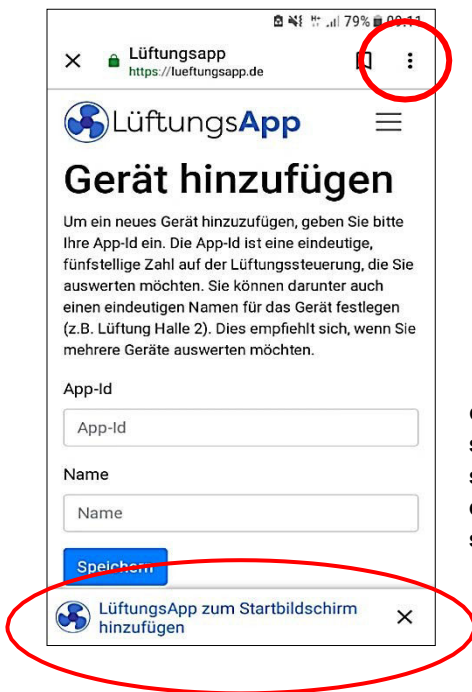 79% 09:11
Lüftungsapp
https://lueftungsapp.de
LüftungsApp
Gerät hinzufügen
Um ein neues Gerät hinzuzufügen, geben Sie bitte
Ihre App-Id ein. Die App-Id ist eine eindeutige,
fünfstellige Zahl auf der Lüftungssteuerung, die Sie
auswerten möchten. Sie können darunter auch
einen eindeutigen Namen für das Gerät festlegen
(z.B. Lüftung Halle 2). Dies empfiehlt sich, wenn Sie
mehrere Geräte auswerten möchten.
App-Id
App-Id
Name
Name
Speichern
LüftungsApp zum Startbildschirm
hinzufügen